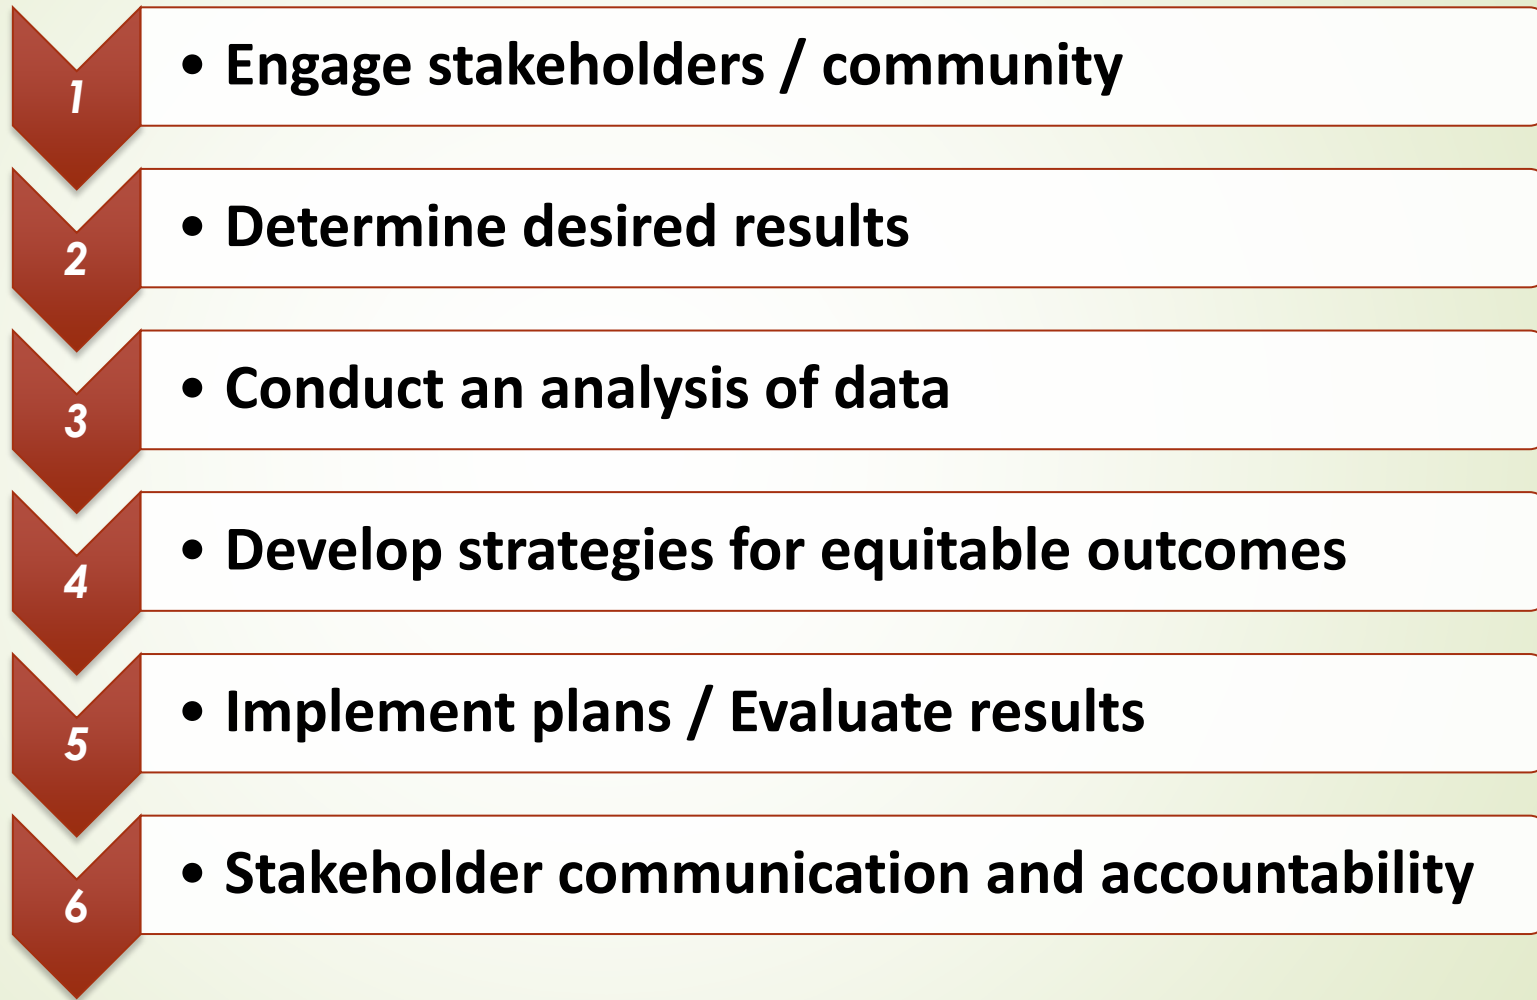 1
• Engage stakeholders / community
2
• Determine desired results
3
• Conduct an analysis of data
4
• Develop strategies for equitable outcomes
5
• Implement plans / Evaluate results
6
• Stakeholder communication and accountability